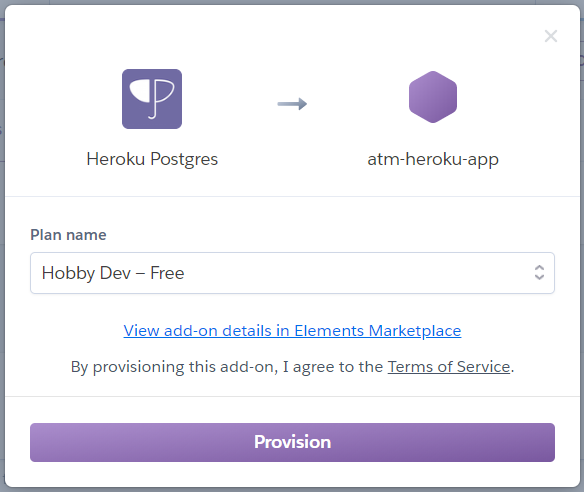 Heroku Postgres
atm-heroku-app
Plan name
Hobby Dev – Free
View add-on details in Elements Marketplace
By provisioning this add-on, I agree to the Terms of Service.
Provision